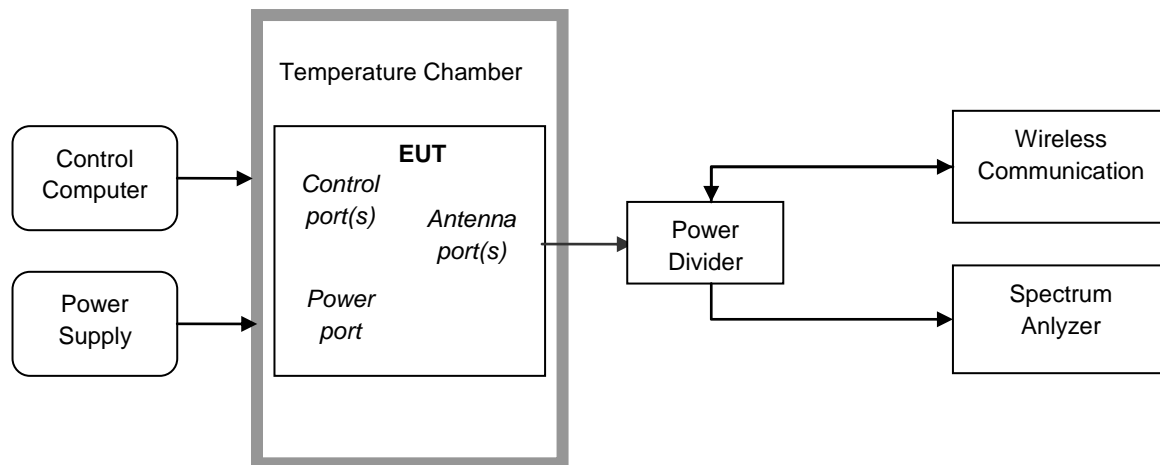 Temperature Chamber
Control
Computer
Power
Supply
EUT
Control
port(s)
Antenna
port(s)
Power
port
Power
Divider
Wireless
Communication
Spectrum
Anlyzer